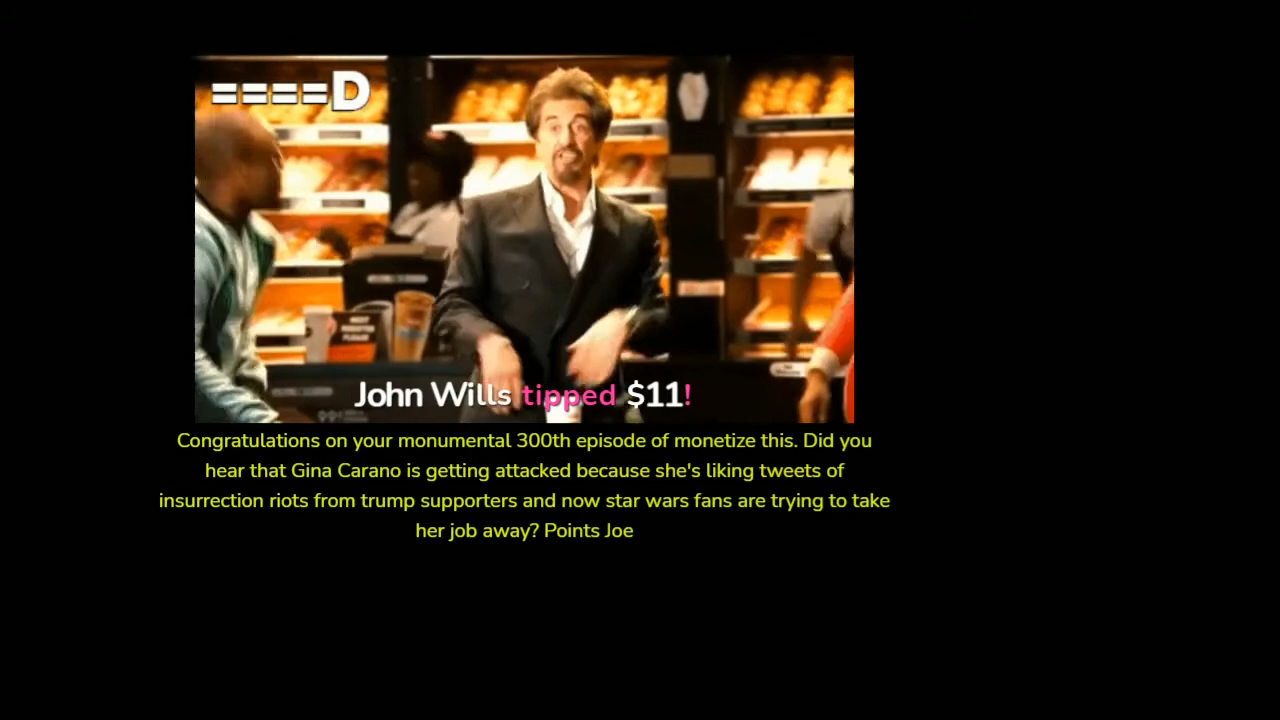 ====D
John Wills tipped $11!
Congratulations on your monumental 300th episode of monetize this. Did you
hear that Gina Carano is getting attacked because she's liking tweets of
insurrection riots from trump supporters and now star wars fans are trying to take
her job away? Points Joe